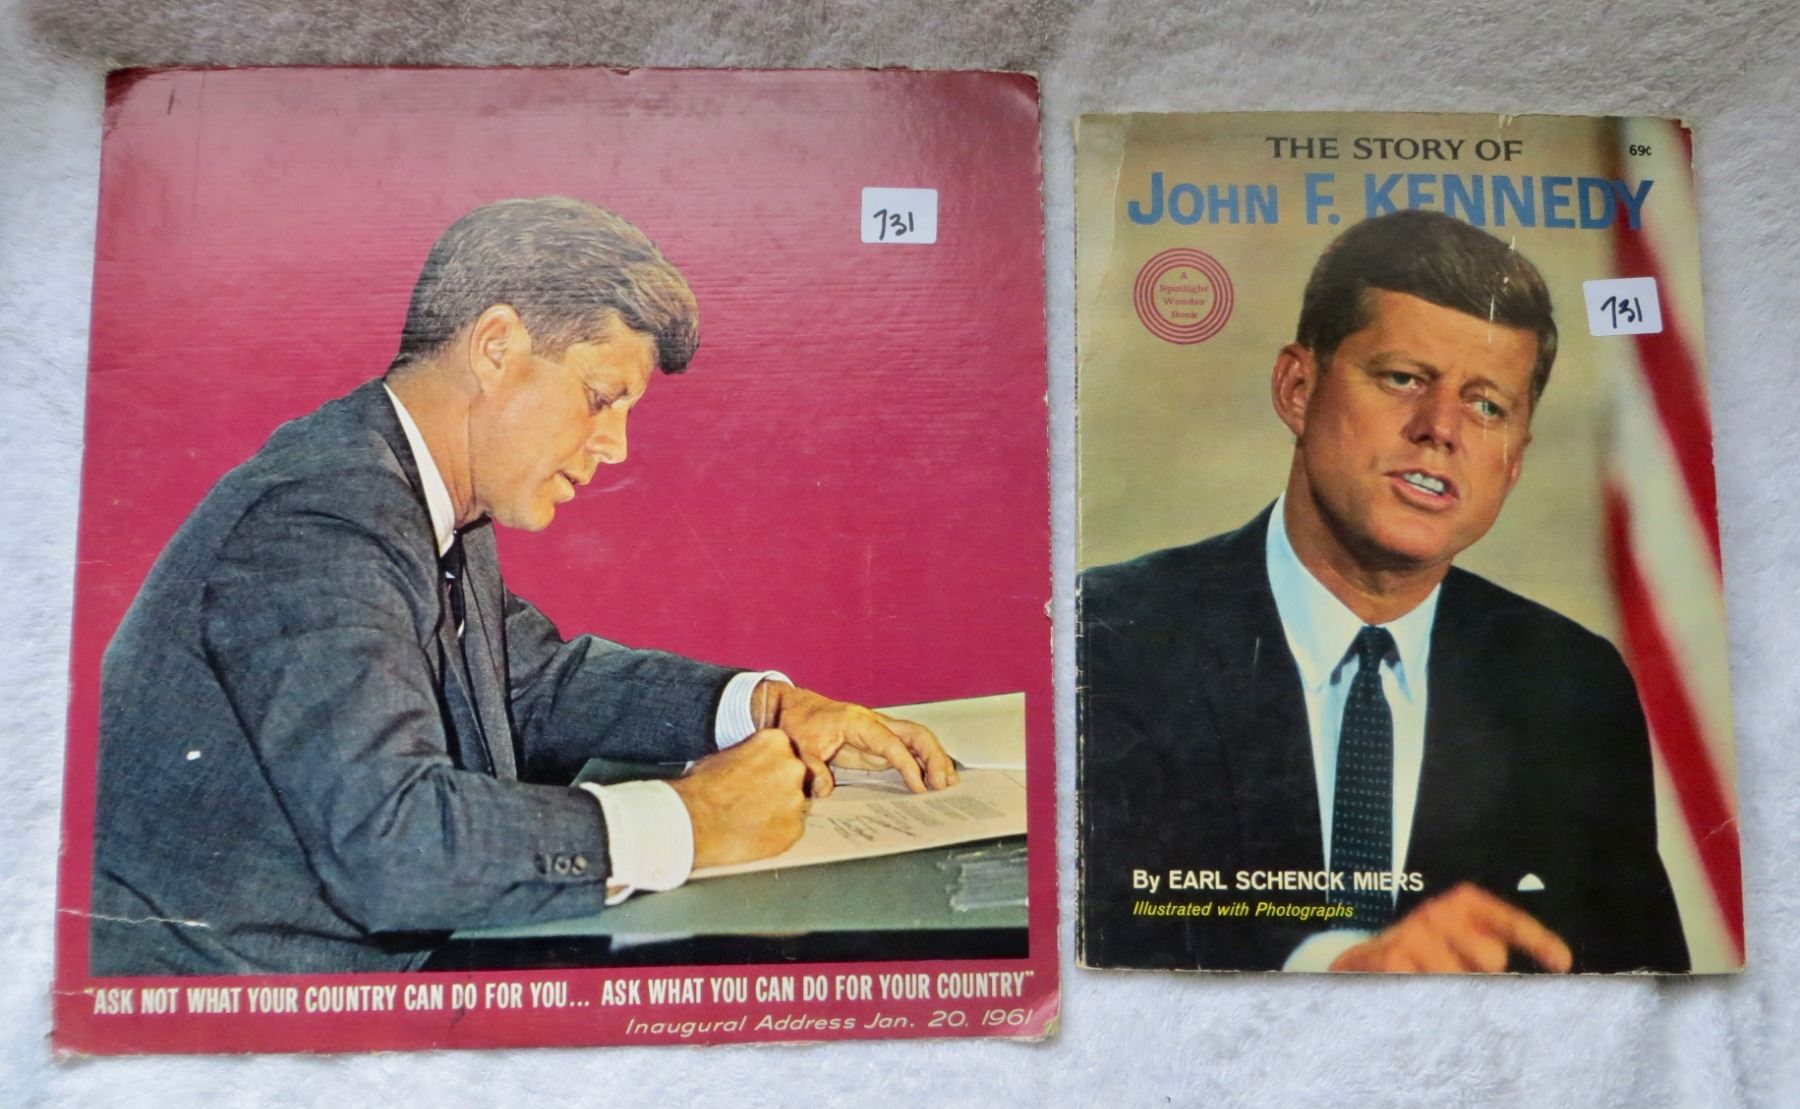 731
"ASK NOT WHAT YOUR COUNTRY CAN DO FOR YOU... ASK WHAT YOU CAN DO FOR YOUR COUNTRY"
Inaugural Address Jan. 20, 1961
THE STORY OF
69¢
JOHN F. KENNEDY
A
Spotlight
Wonder
Book
731
By EARL SCHENCK MIERS
Illustrated with Photographs